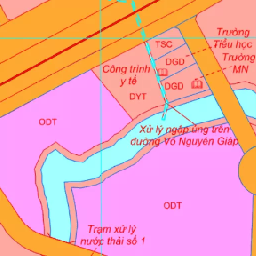 Trường
Tiểu học
Trường
MN
TSC
DGD
DGD
Công trình
y tế
DYT
ODT
Xử lý ngập úng trên
đường Võ Nguyên Giáp
ODT
Trạm xử lý
nước thải số 1